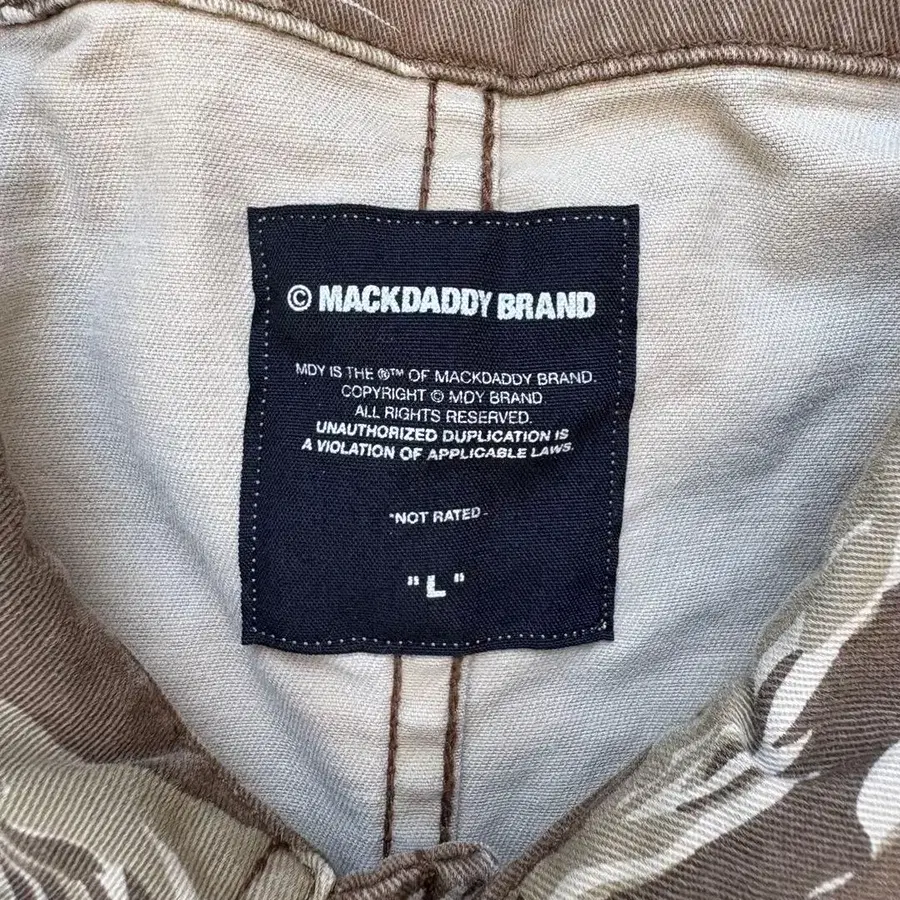 © MACKDADDY BRAND
MDY IS THE ®™ OF MACKDADDY BRAND.
COPYRIGHT © MDY BRAND
ALL RIGHTS RESERVED.
UNAUTHORIZED DUPLICATION IS
A VIOLATION OF APPLICABLE LAWS.
*NOT RATED -
"L"